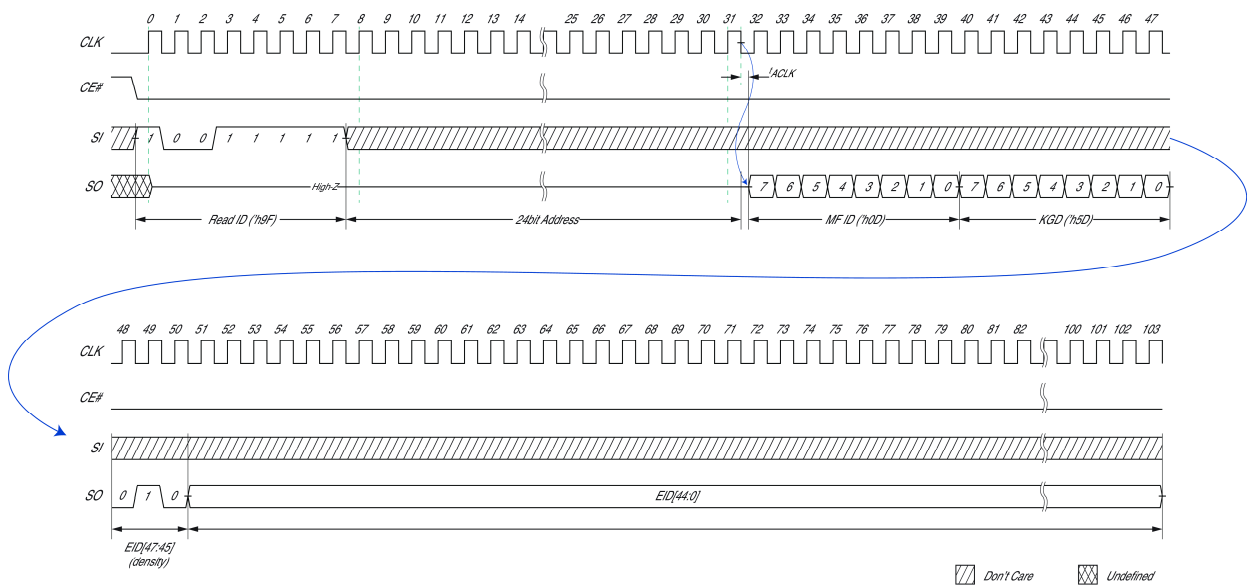 0 1 2 3 4 5 6 7 8 9 10 11 12 13 14 25 26 27 28 29 30 31 32 33 34 35 36 37 38 39 40 41 42 43 44 45 46 47
CLK
tACLK
CE#
SI 1 0 0 1 1 1 1 1
SO High-Z 7 6 5 4 3 2 1 0 7 6 5 4 3 2 1 0
Read ID ('h9F) 24bit Address MF ID ('h0D) KGD ('h5D)
48 49 50 51 52 53 54 55 56 57 58 59 60 61 62 63 64 65 66 67 68 69 70 71 72 73 74 75 76 77 78 79 80 81 82 100 101 102 103
CLK
CE#
SI
SO 0 1 0 EID[44:0]
EID[47:45]
(density)
Don't Care Undefined